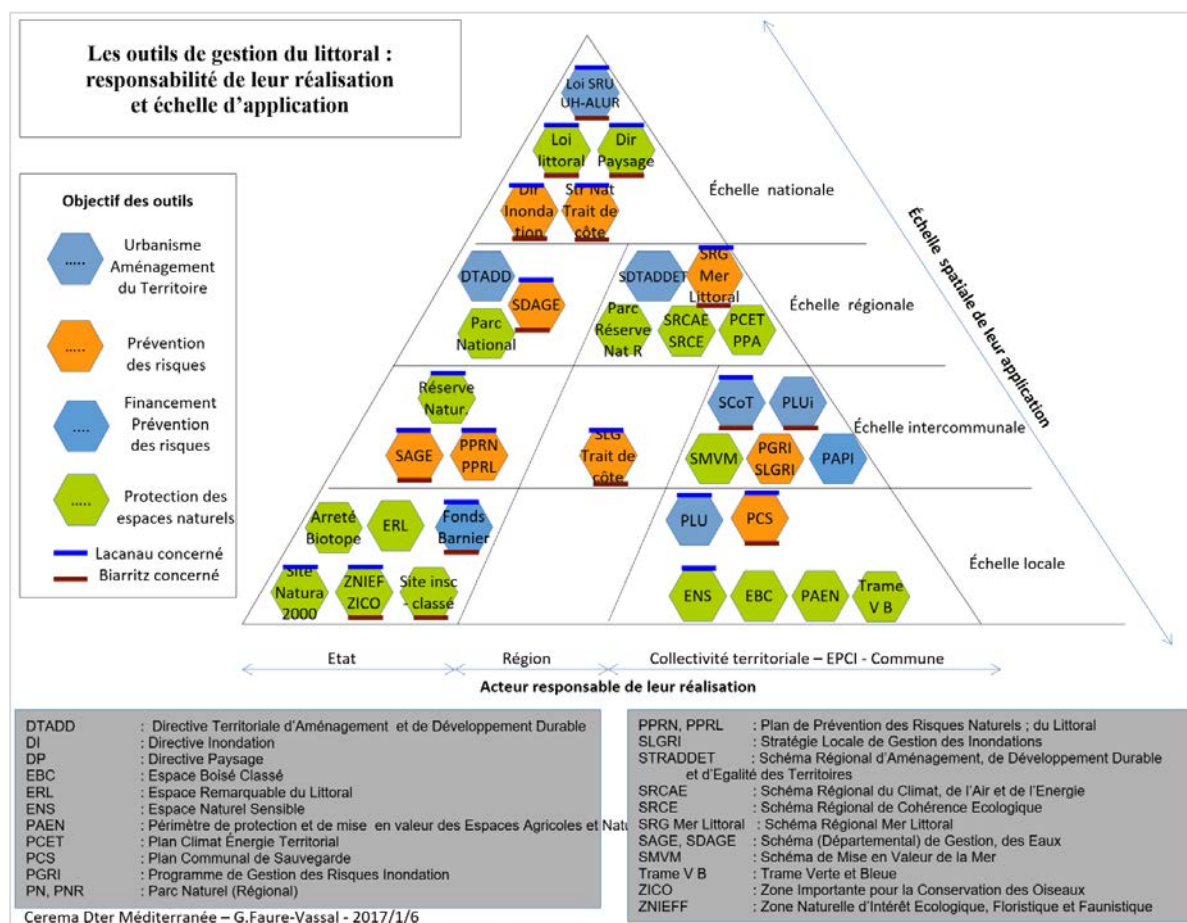 Les outils de gestion du littoral :
responsabilité de leur réalisation
et échelle d'application
Objectif des outils
.....
Urbanisme
Aménagement
du Territoire
.....
Prévention
des risques
....
Financement
Prévention
des risques
.....
Protection des
espaces naturels
Lacanau concerné
Biarritz concerné
Loi SRU
UH-ALUR
Loi
littoral
Dir
Paysage
Dir
Inonda
tion
Str Nat
Trait de
côte
Échelle nationale
DTADD
SDAGE
Parc
National
SDTADDET
SRG
Mer
Littoral
Parc
Réserve
Nat R
SRCAE
SRCE
PCET
PPA
Échelle régionale
Réserve
Natur.
SAGE
PPRN
PPRL
SLG
Trait de
côte
SCoT
PLUi
SMVM
PGRI
SLGRI
PAPI
Échelle intercommunale
Arreté
Biotope
ERL
Fonds
Barnier
Site
Natura
2000
ZNIEF
ZICO
Site insc
- classé
PLU
PCS
ENS
EBC
PAEN
Trame
V B
Échelle locale
Échelle spatiale de leur application
Etat
Région
Collectivité territoriale – EPCI - Commune
Acteur responsable de leur réalisation
DTADD : Directive Territoriale d'Aménagement et de Développement Durable
DI : Directive Inondation
DP : Directive Paysage
EBC : Espace Boisé Classé
ERL : Espace Remarquable du Littoral
ENS : Espace Naturel Sensible
PAEN : Périmètre de protection et de mise en valeur des Espaces Agricoles et Natu
PCET : Plan Climat Énergie Territorial
PCS : Plan Communal de Sauvegarde
PGRI : Programme de Gestion des Risques Inondation
PN, PNR : Parc Naturel (Régional)
PPRN, PPRL : Plan de Prévention des Risques Naturels ; du Littoral
SLGRI : Stratégie Locale de Gestion des Inondations
STRADDET : Schéma Régional d'Aménagement, de Développement Durable
et d'Egalité des Territoires
SRCAE : Schéma Régional du Climat, de l'Air et de l'Energie
SRCE : Schéma Régional de Cohérence Ecologique
SRG Mer Littoral : Schéma Régional Mer Littoral
SAGE, SDAGE : Schéma (Départemental) de Gestion, des Eaux
SMVM : Schéma de Mise en Valeur de la Mer
Trame V B : Trame Verte et Bleue
ZICO : Zone Importante pour la Conservation des Oiseaux
ZNIEFF : Zone Naturelle d'Intérêt Ecologique, Floristique et Faunistique
Cerema Dter Méditerranée – G.Faure-Vassal - 2017/1/6